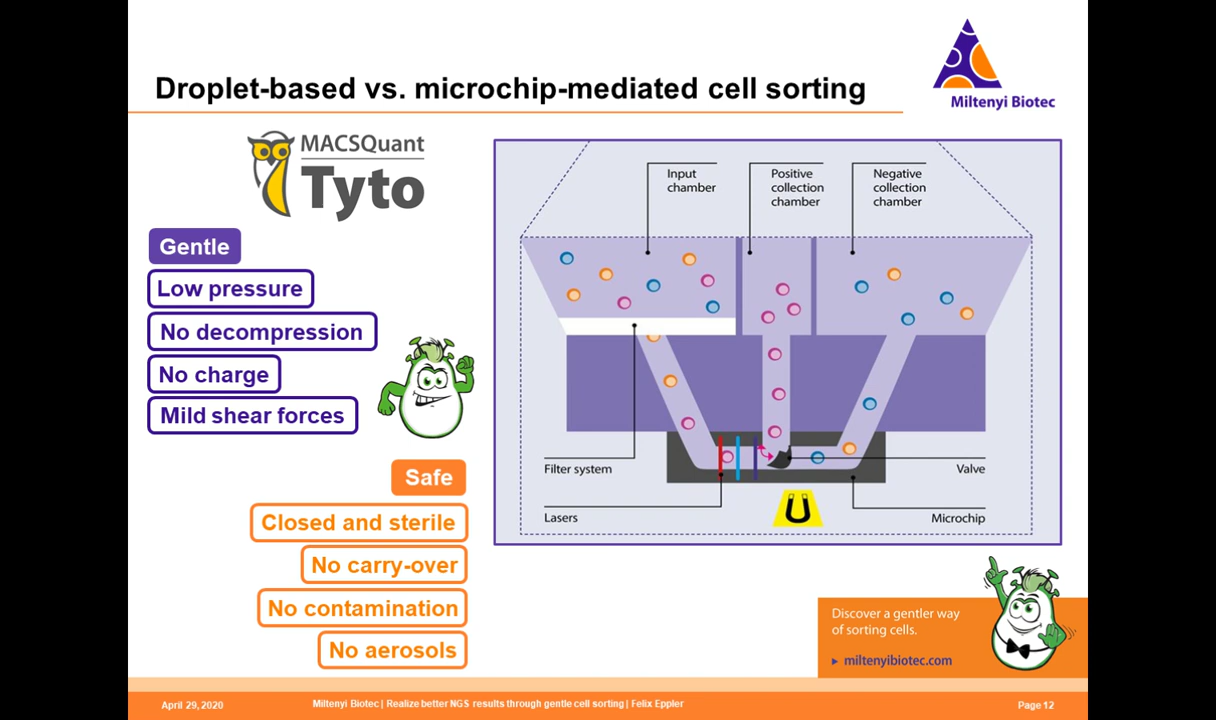 Droplet-based vs. microchip-mediated cell sorting
Miltenyi Biotec
MACSQuant
Tyto
Gentle
Low pressure
No decompression
No charge
Mild shear forces
Safe
Closed and sterile
No carry-over
No contamination
No aerosols
Input
chamber
Positive
collection
chamber
Negative
collection
chamber
Filter system
Valve
Lasers
Microchip
Discover a gentler way
of sorting cells.
miltenyibiotec.com
April 29, 2020
Miltenyi Biotec | Realize better NGS results through gentle cell sorting | Felix Eppler
Page 12